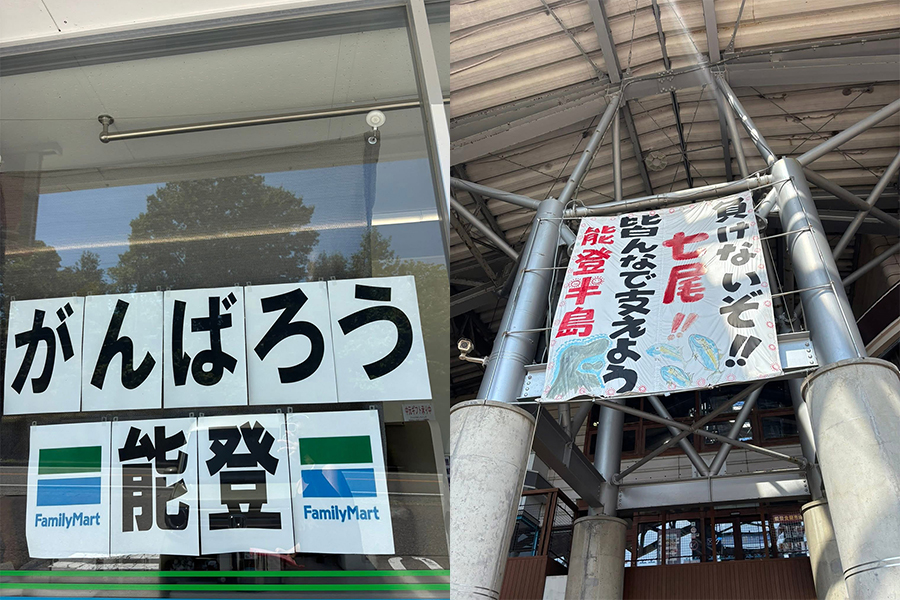 がんばろう
FamilyMart
能登
FamilyMart
負けないぞ!!
七尾!!
皆んなで支えよう
能登半島